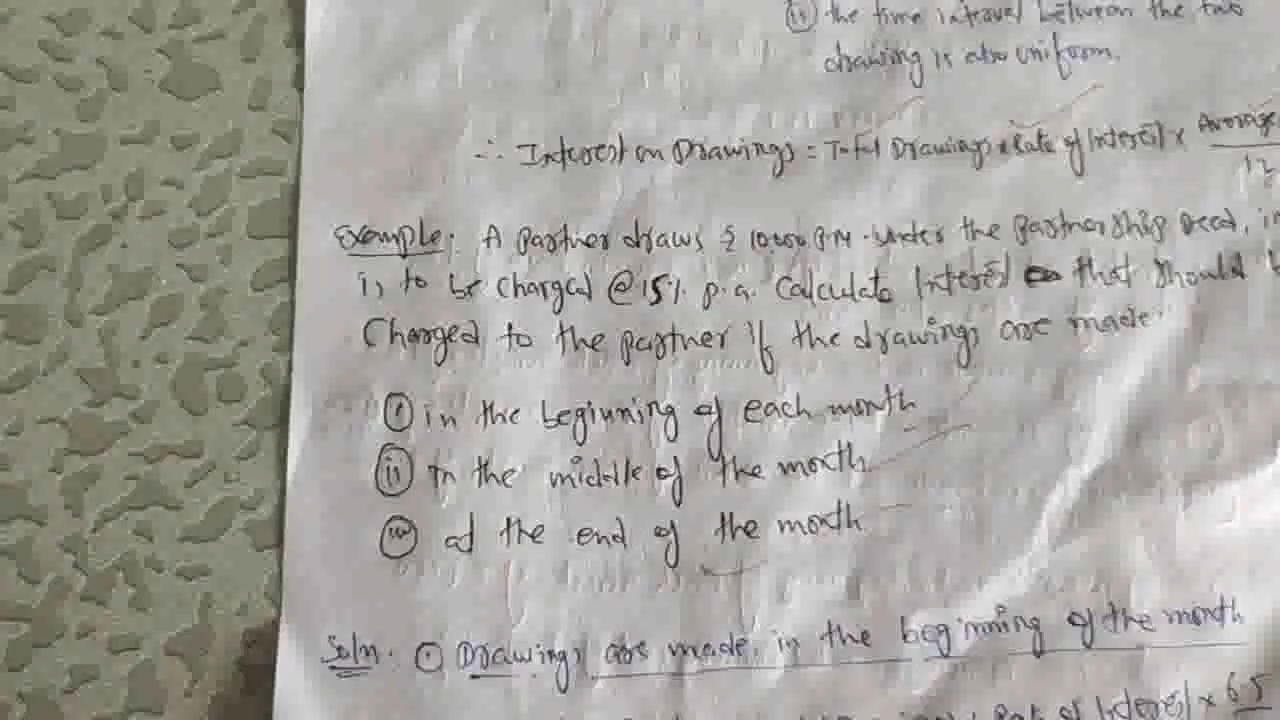 (ii) the time intravel between the two
drawing is also uniform.
∴ Interest on Drawings = Total Drawings x Rate of Interest x Average
12
Example: A partner draws ₹ 10,000 P.M. under the partnership Deed, in
is to be charged @ 15% p.a. Calculate Interest that should b
Charged to the partner if the drawings are made.
(i) in the beginning of each month
(ii) In the middle of the month
(iii) at the end of the month
Soln. (i) Drawings are made in the beginning of the month
Rate of Interest x 6.5